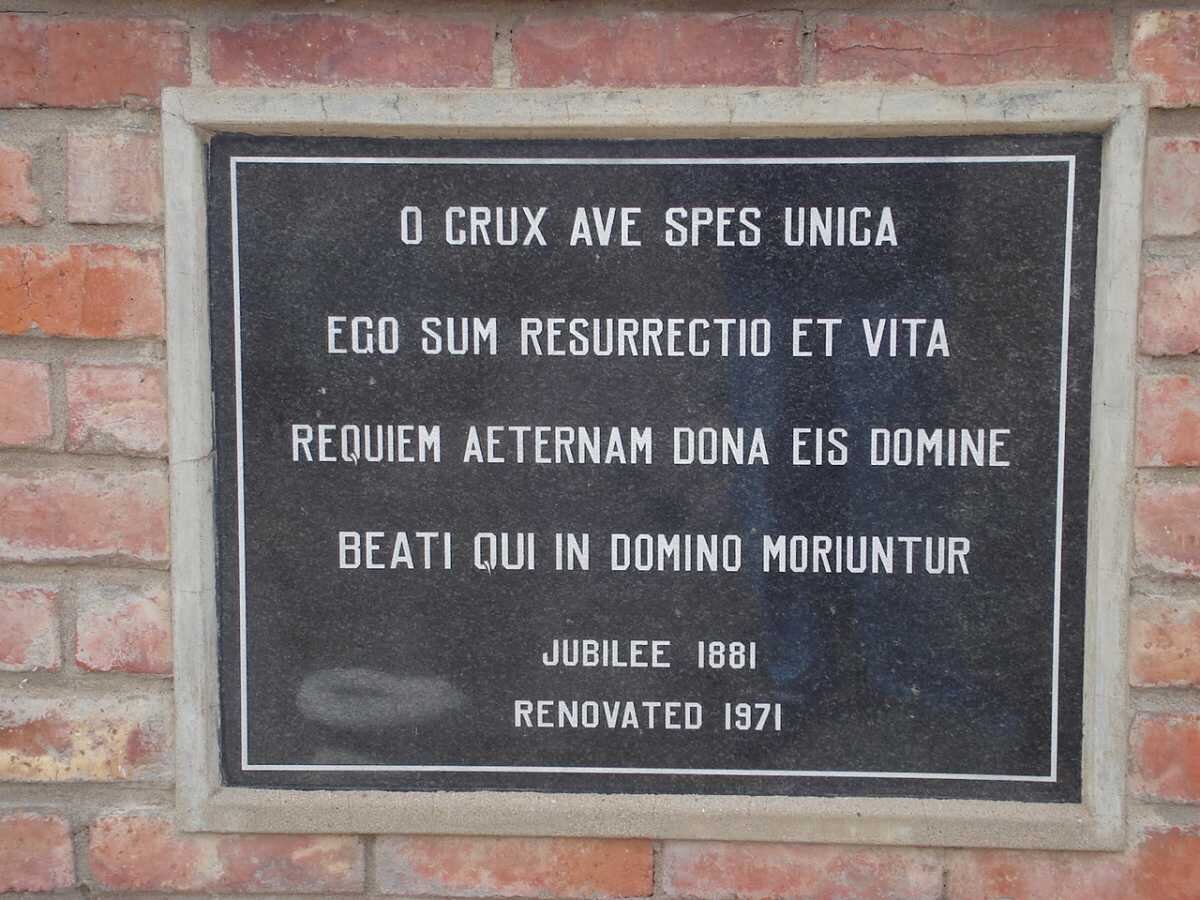 O CRUX AVE SPES UNICA
EGO SUM RESURRECTIO ET VITA
REQUIEM AETERNAM DONA EIS DOMINE
BEATI QUI IN DOMINO MORIUNTUR
JUBILEE 1881
RENOVATED 1971